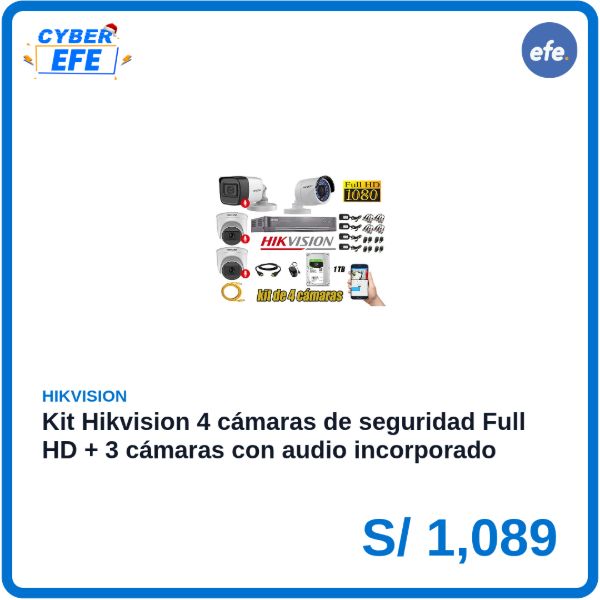 CYBER
EFE
efe.
Full HD
1080
HIKVISION
1TB
kit de 4 cámaras
HIKVISION
Kit Hikvision 4 cámaras de seguridad Full
HD + 3 cámaras con audio incorporado
S/ 1,089